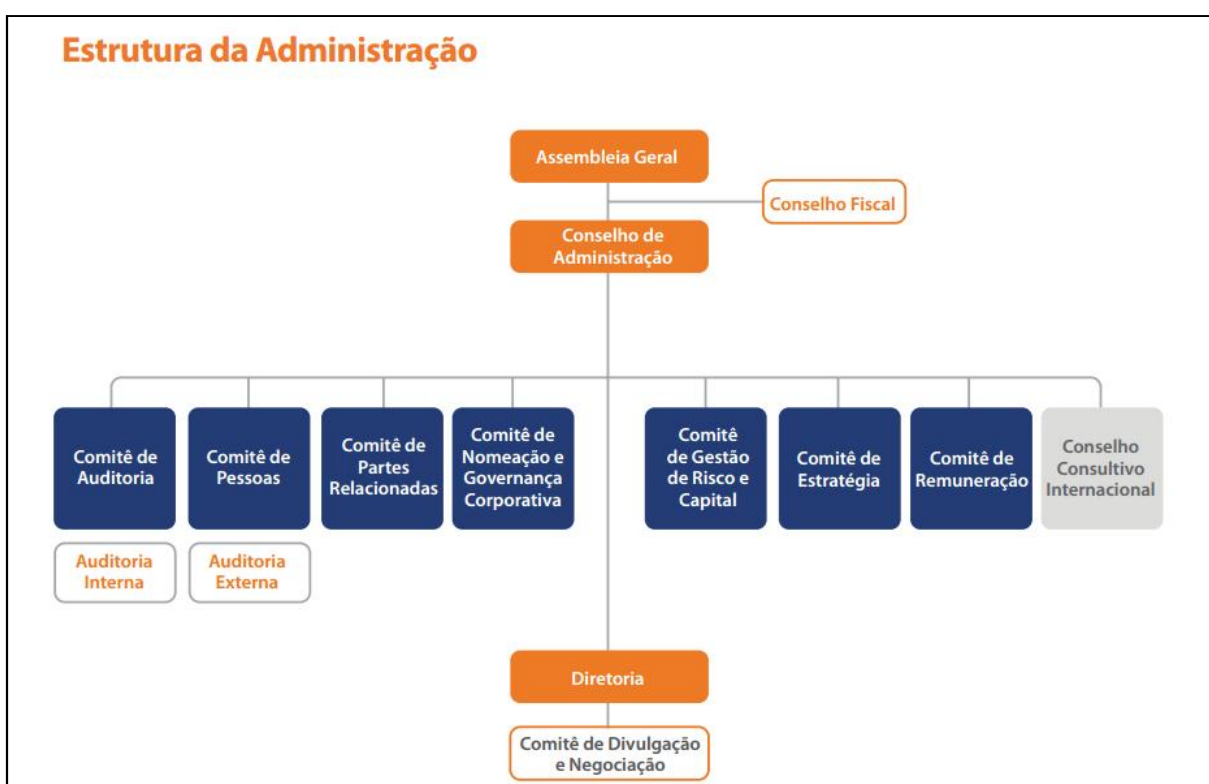 Estrutura da Administração
Assembleia Geral
Conselho Fiscal
Conselho de
Administração
Comitê de
Auditoria
Comitê de
Pessoas
Comitê de
Partes
Relacionadas
Comitê de
Nomeação e
Governança
Corporativa
Comitê
de Gestão
de Risco e
Capital
Comitê de
Estratégia
Comitê de
Remuneração
Conselho
Consultivo
Internacional
Auditoria
Interna
Auditoria
Externa
Diretoria
Comitê de Divulgação
e Negociação